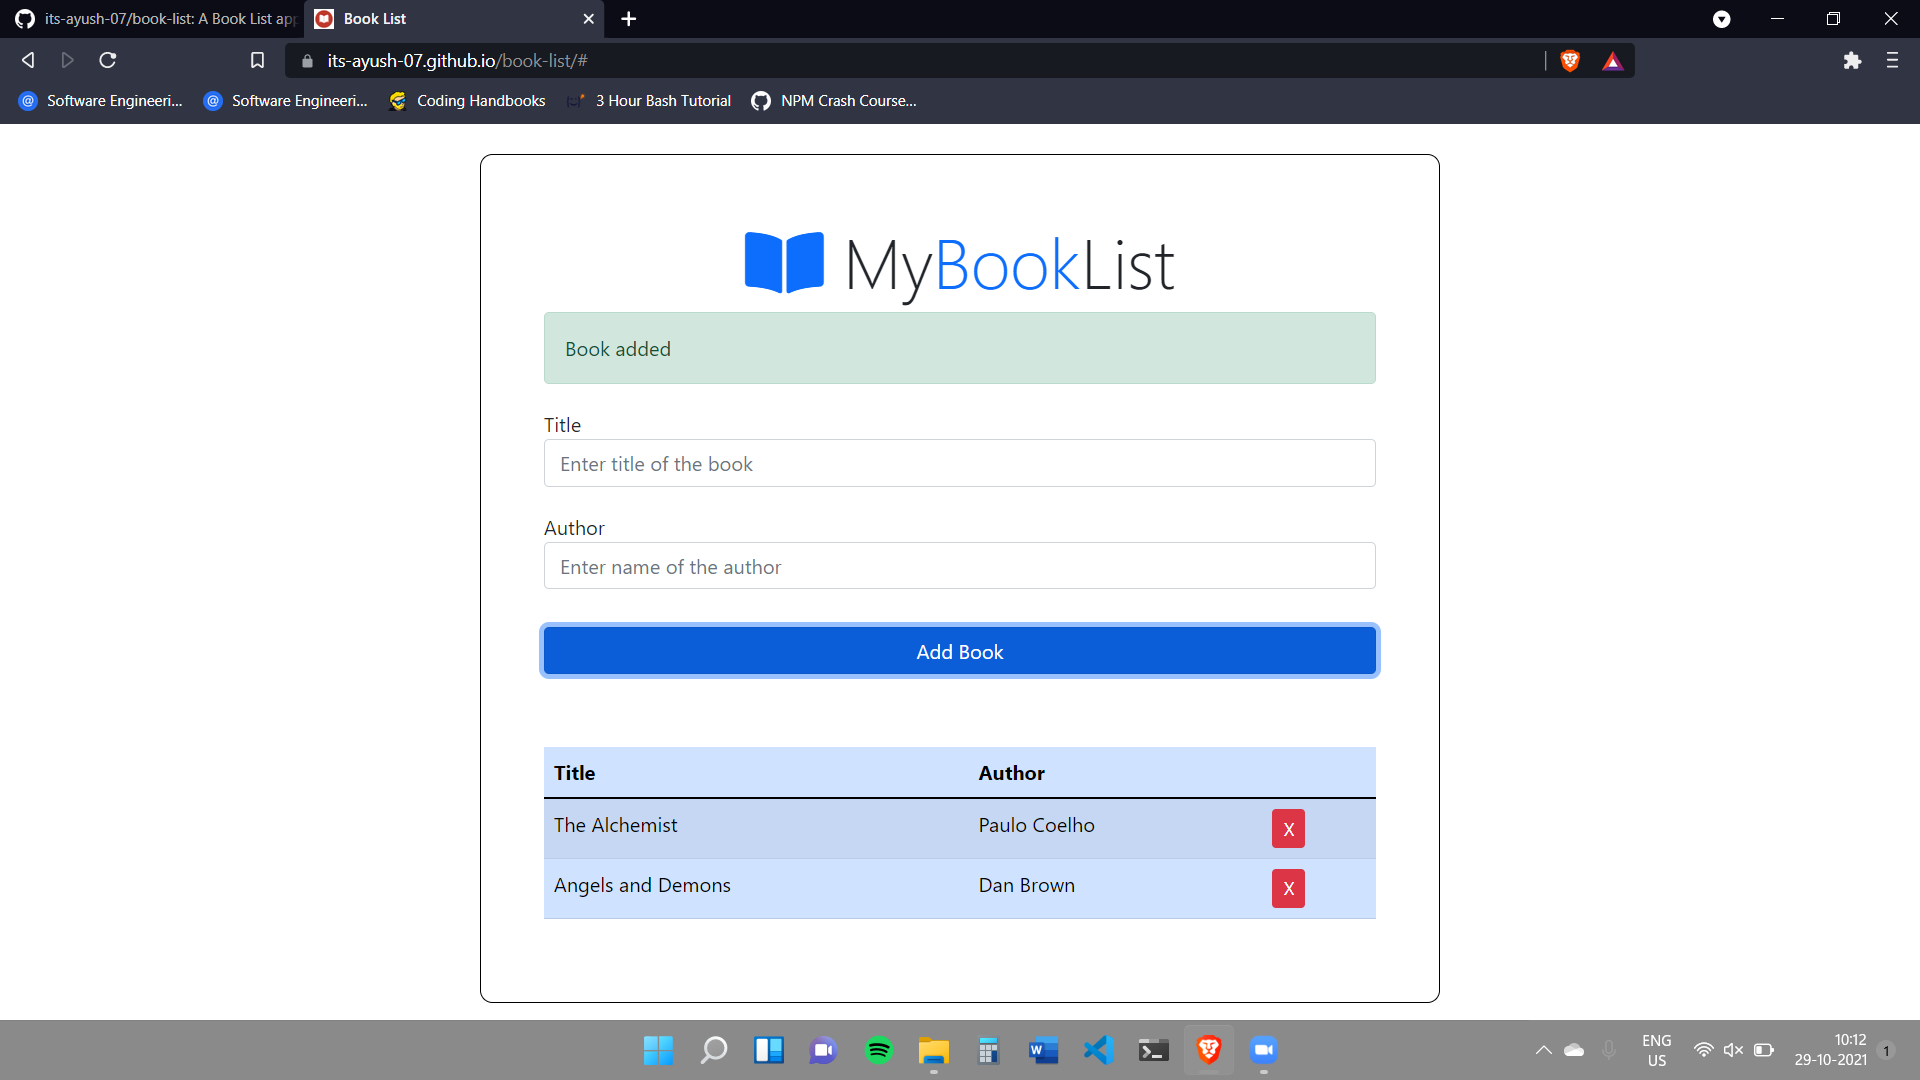 its-ayush-07/book-list: A Book List app
Book List
its-ayush-07.github.io/book-list/#
Software Engineeri...
Software Engineeri...
Coding Handbooks
3 Hour Bash Tutorial
NPM Crash Course...
MyBookList
Book added
Title
Enter title of the book
Author
Enter name of the author
Add Book
Title Author
The Alchemist Paulo Coelho X
Angels and Demons Dan Brown X
W
ENG
US
10:12
29-10-2021
1